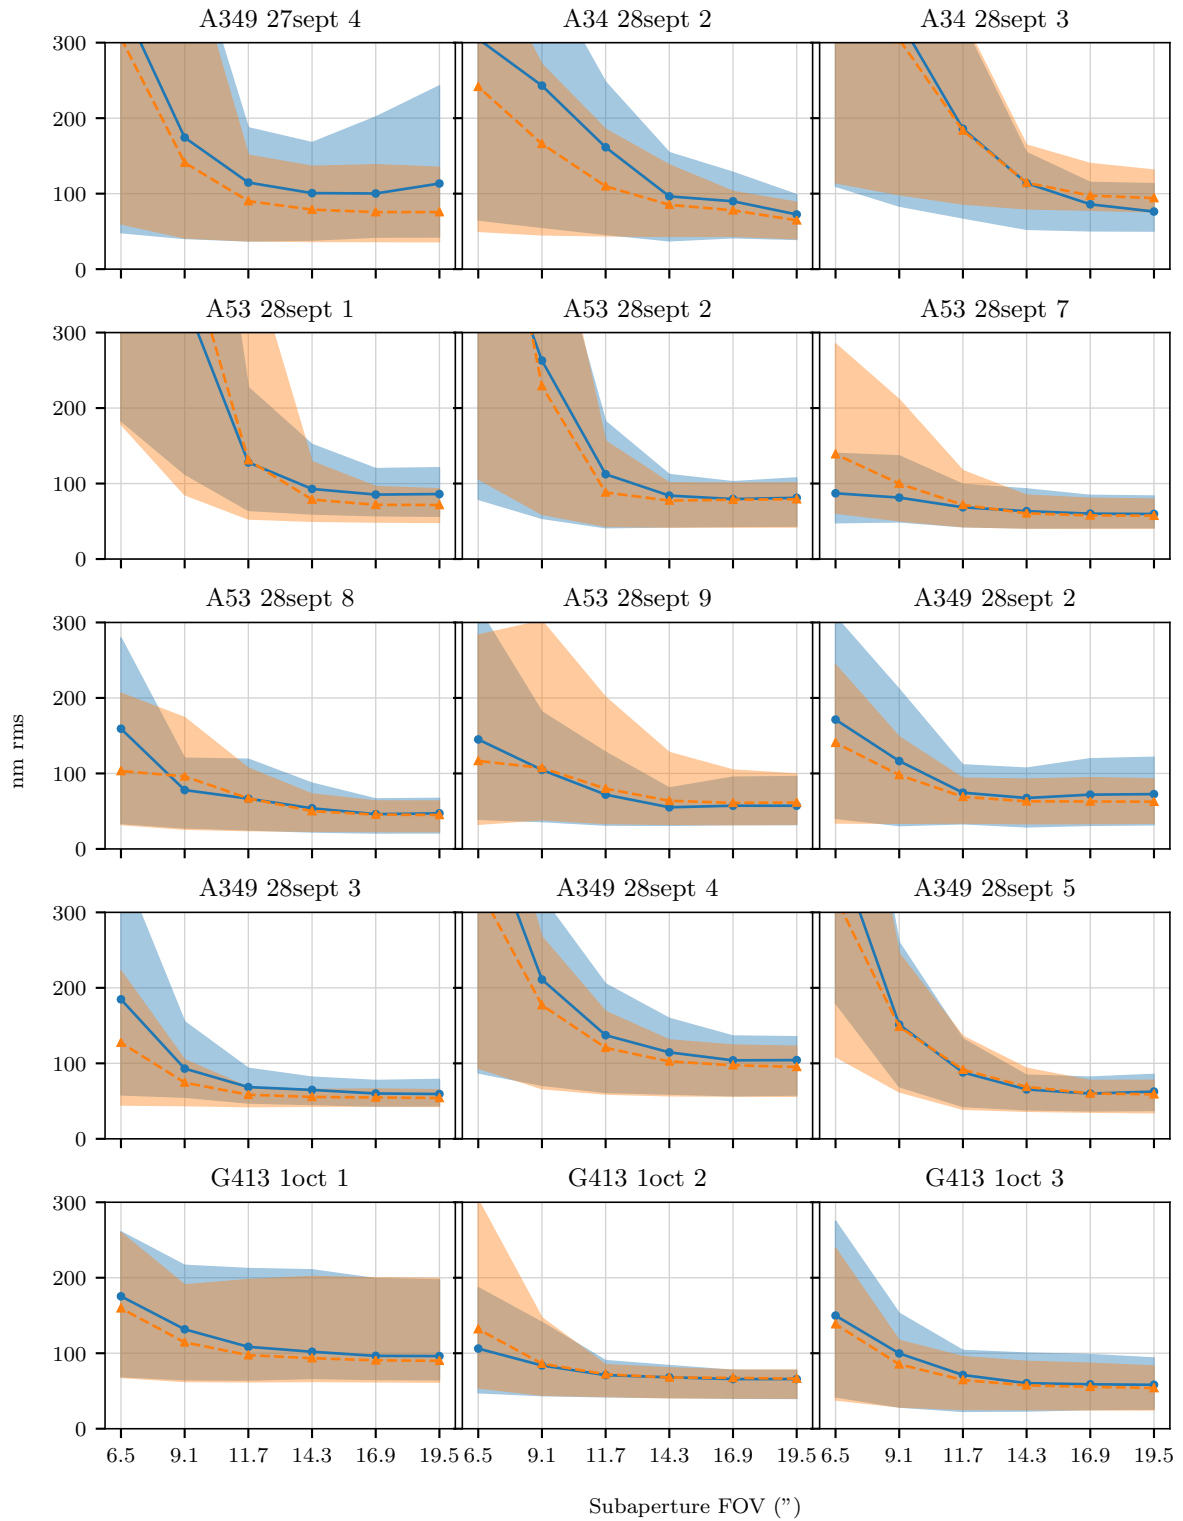 A349 27sept 4 A34 28sept 2 A34 28sept 3
300
200
100
0
A53 28sept 1 A53 28sept 2 A53 28sept 7
300
200
100
0
A53 28sept 8 A53 28sept 9 A349 28sept 2
300
200
100
0
nm rms
A349 28sept 3 A349 28sept 4 A349 28sept 5
300
200
100
0
G413 1oct 1 G413 1oct 2 G413 1oct 3
300
200
100
0
6.5 9.1 11.7 14.3 16.9 19.5 6.5 9.1 11.7 14.3 16.9 19.5 6.5 9.1 11.7 14.3 16.9 19.5
Subaperture FOV (")